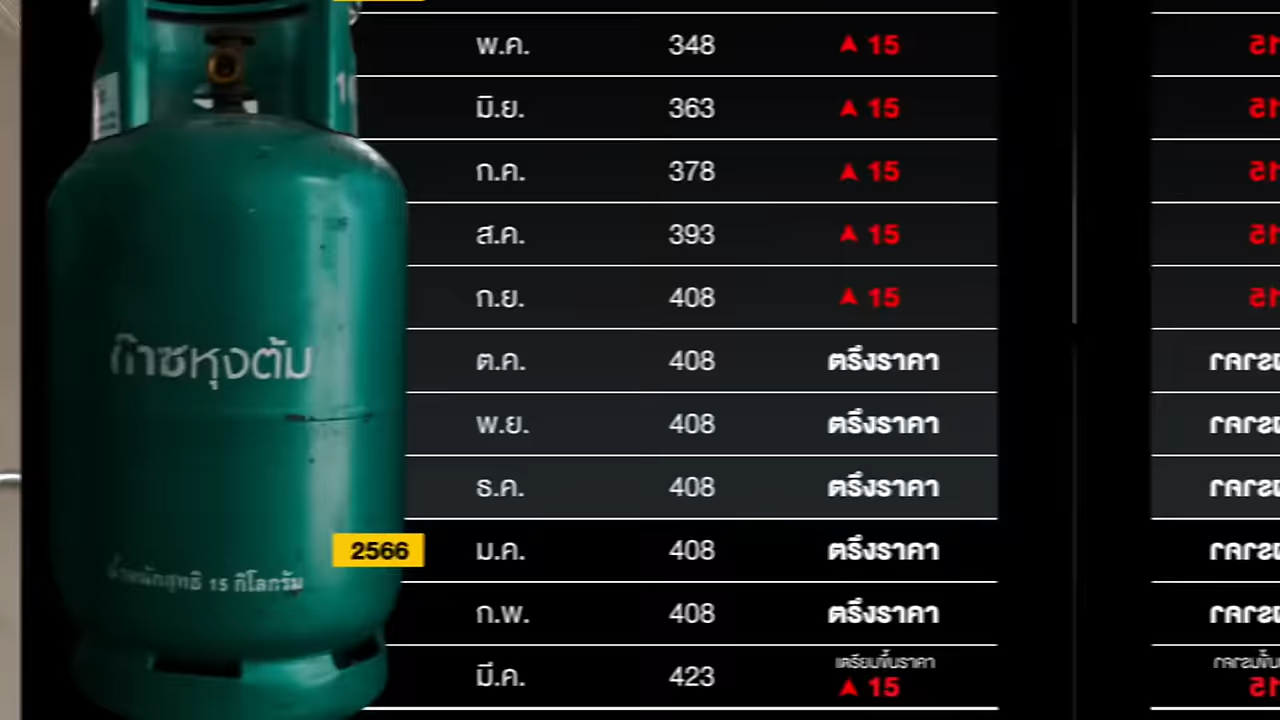 พ.ค. 348 ▲ 15
มิ.ย. 363 ▲ 15
ก.ค. 378 ▲ 15
ส.ค. 393 ▲ 15
ก.ย. 408 ▲ 15
ต.ค. 408 ตรึงราคา
พ.ย. 408 ตรึงราคา
ธ.ค. 408 ตรึงราคา
2566 ม.ค. 408 ตรึงราคา
ก.พ. 408 ตรึงราคา
มี.ค. 423 เตรียมขึ้นราคา
▲ 15
ก๊าซหุงต้ม
น้ำหนักสุทธิ 15 กิโลกรัม